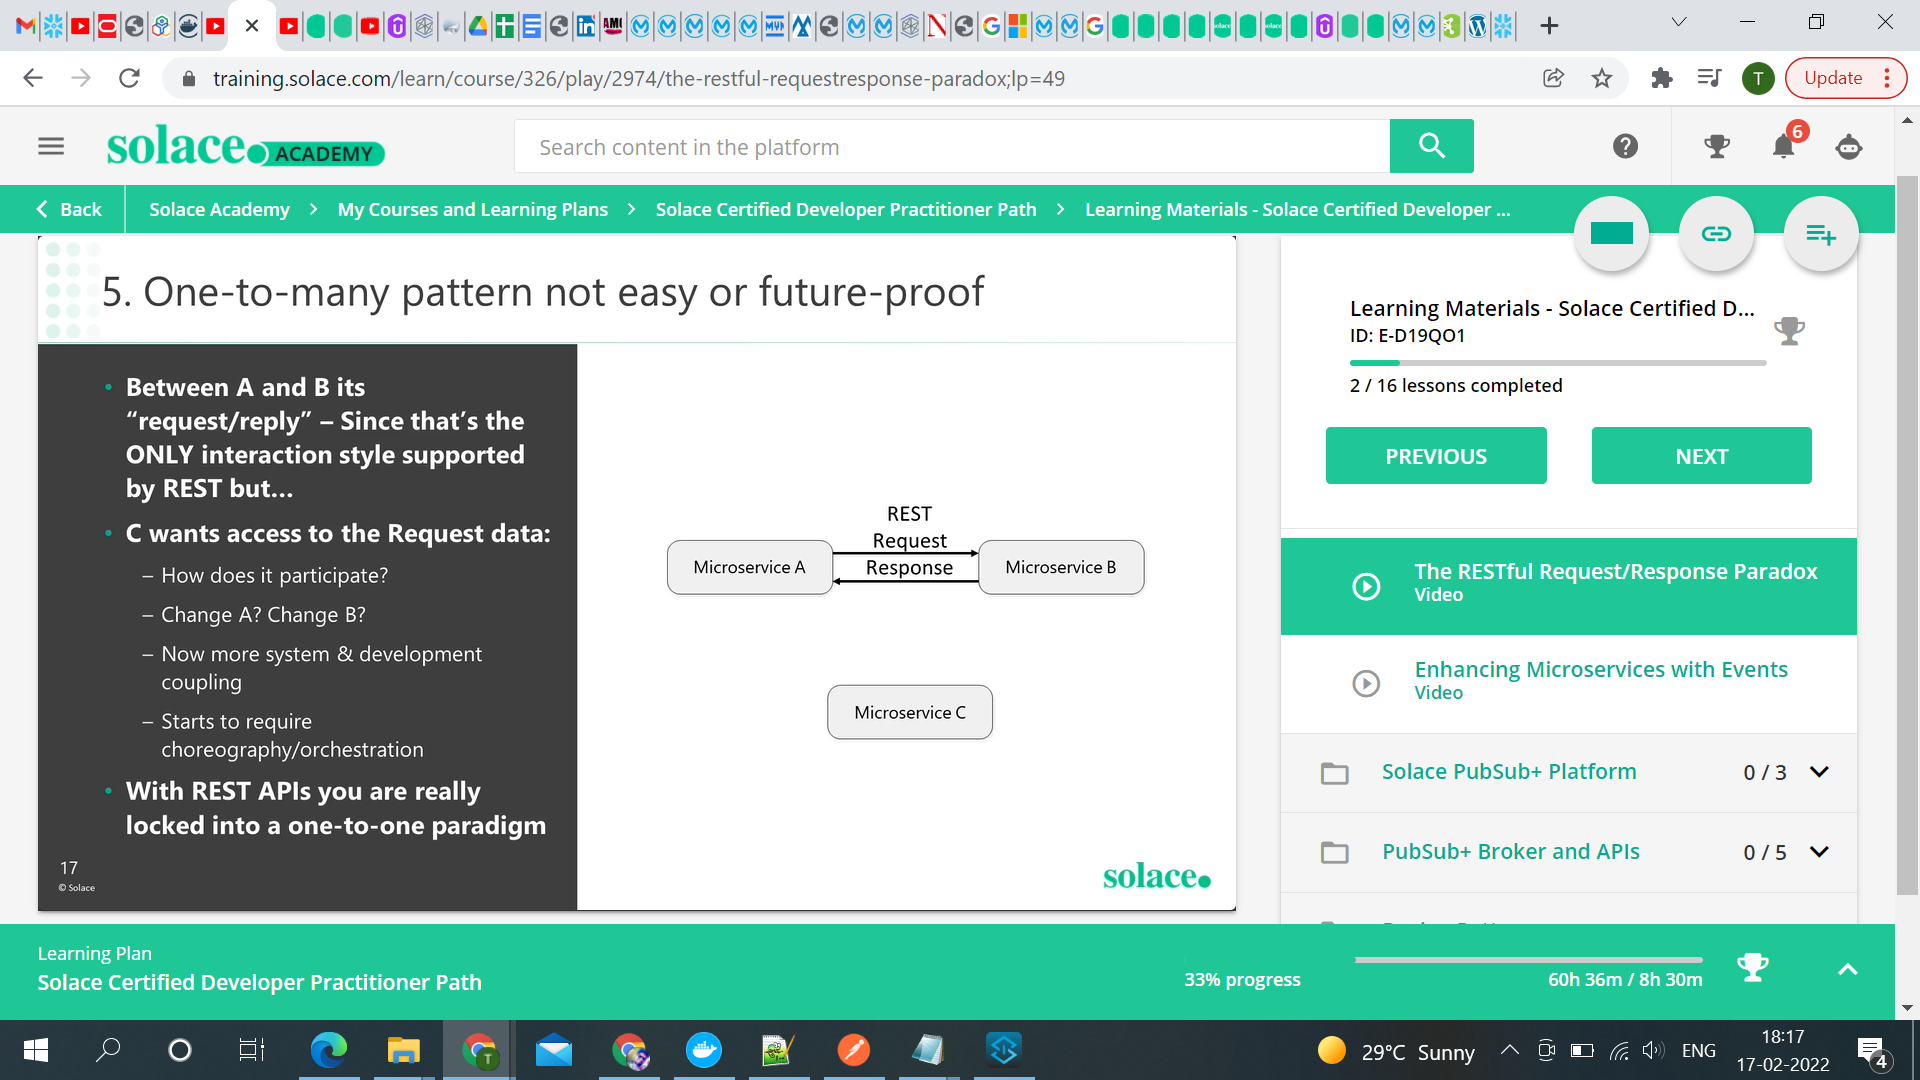 training.solace.com/learn/course/326/play/2974/the-restful-requestresponse-paradox;lp=49
T
Update
solace.
ACADEMY
Search content in the platform
6
Back
Solace Academy
My Courses and Learning Plans
Solace Certified Developer Practitioner Path
Learning Materials - Solace Certified Developer ...
5. One-to-many pattern not easy or future-proof
• Between A and B its
“request/reply” – Since that’s the
ONLY interaction style supported
by REST but…
• C wants access to the Request data:
– How does it participate?
– Change A? Change B?
– Now more system & development
coupling
– Starts to require
choreography/orchestration
• With REST APIs you are really
locked into a one-to-one paradigm
17
© Solace
REST
Request
Response
Microservice A
Microservice B
Microservice C
solace.
Learning Materials - Solace Certified D...
ID: E-D19QO1
2 / 16 lessons completed
PREVIOUS
NEXT
The RESTful Request/Response Paradox
Video
Enhancing Microservices with Events
Video
Solace PubSub+ Platform
0 / 3
PubSub+ Broker and APIs
0 / 5
Learning Plan
Solace Certified Developer Practitioner Path
33% progress
60h 36m / 8h 30m
29°C Sunny
ENG
18:17
17-02-2022
4